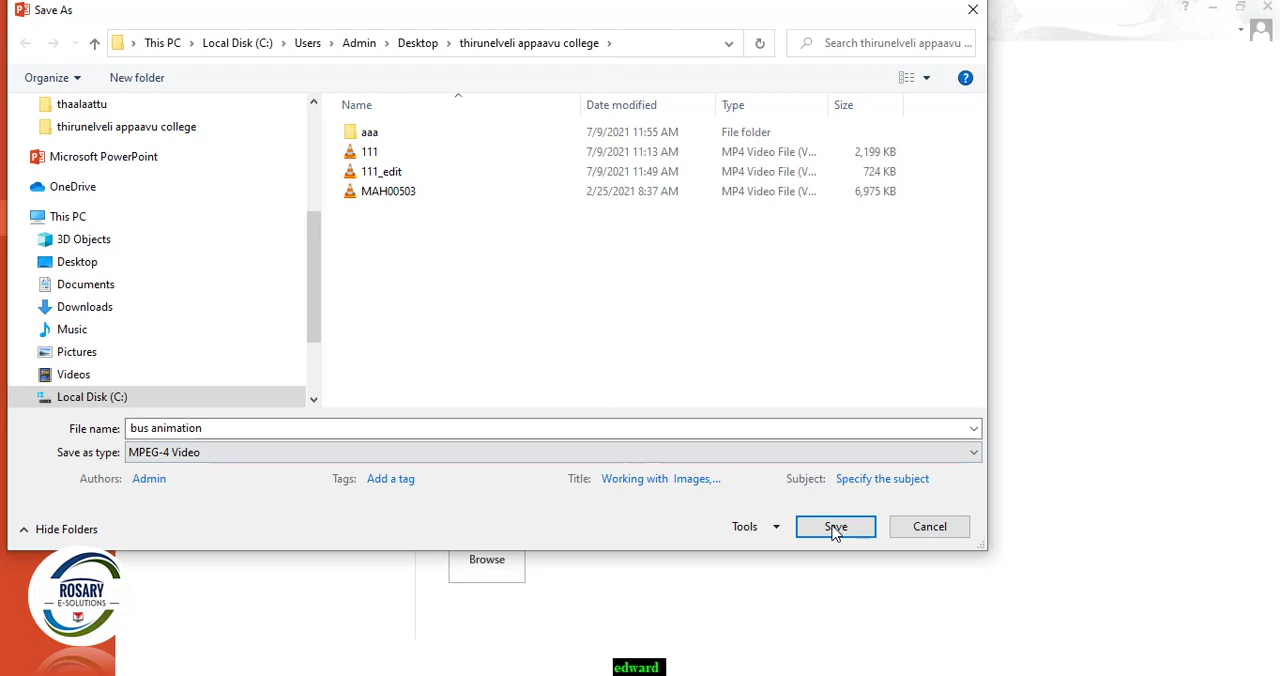 Save As
This PC > Local Disk (C:) > Users > Admin > Desktop > thirunelveli appaavu college >
Search thirunelveli appaavu ...
Organize
New folder
?
thaalaattu
thirunelveli appaavu college
Microsoft PowerPoint
OneDrive
This PC
3D Objects
Desktop
Documents
Downloads
Music
Pictures
Videos
Local Disk (C:)
Name Date modified Type Size
aaa 7/9/2021 11:55 AM File folder
111 7/9/2021 11:13 AM MP4 Video File (V... 2,199 KB
111_edit 7/9/2021 11:49 AM MP4 Video File (V... 724 KB
MAH00503 2/25/2021 8:37 AM MP4 Video File (V... 6,975 KB
File name: bus animation
Save as type: MPEG-4 Video
Authors: Admin Tags: Add a tag Title: Working with Images,... Subject: Specify the subject
Hide Folders
Tools Save Cancel
Browse
ROSARY
E-SOLUTIONS
edward